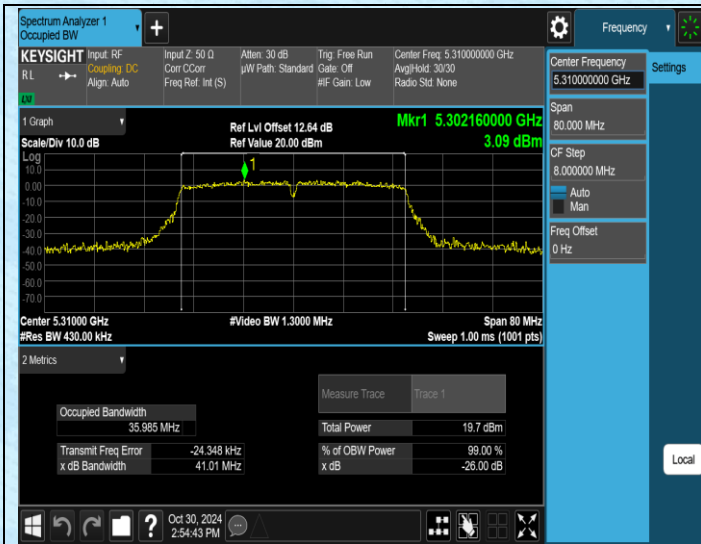 Spectrum Analyzer 1
Occupied BW
Frequency
KEYSIGHT
RL
LXI
Input: RF
Coupling: DC
Align: Auto
Input Z: 50 Ω
Corr CCorr
Freq Ref: Int (S)
Atten: 30 dB
µW Path: Standard
Trig: Free Run
Gate: Off
#IF Gain: Low
Center Freq: 5.310000000 GHz
Avg|Hold: 30/30
Radio Std: None
Center Frequency
5.310000000 GHz
Settings
Span
80.000 MHz
CF Step
8.000000 MHz
Auto
Man
Freq Offset
0 Hz
Local
1 Graph
Scale/Div 10.0 dB
Ref Lvl Offset 12.64 dB
Ref Value 20.00 dBm
Mkr1 5.302160000 GHz
3.09 dBm
Log
10.0
0.00
-10.0
-20.0
-30.0
-40.0
-50.0
-60.0
-70.0
1
Center 5.31000 GHz
#Res BW 430.00 kHz
#Video BW 1.3000 MHz
Span 80 MHz
Sweep 1.00 ms (1001 pts)
2 Metrics
Measure Trace
Trace 1
Occupied Bandwidth
35.985 MHz
Total Power 19.7 dBm
Transmit Freq Error -24.348 kHz
% of OBW Power 99.00 %
x dB Bandwidth 41.01 MHz
x dB -26.00 dB
?
Oct 30, 2024
2:54:43 PM